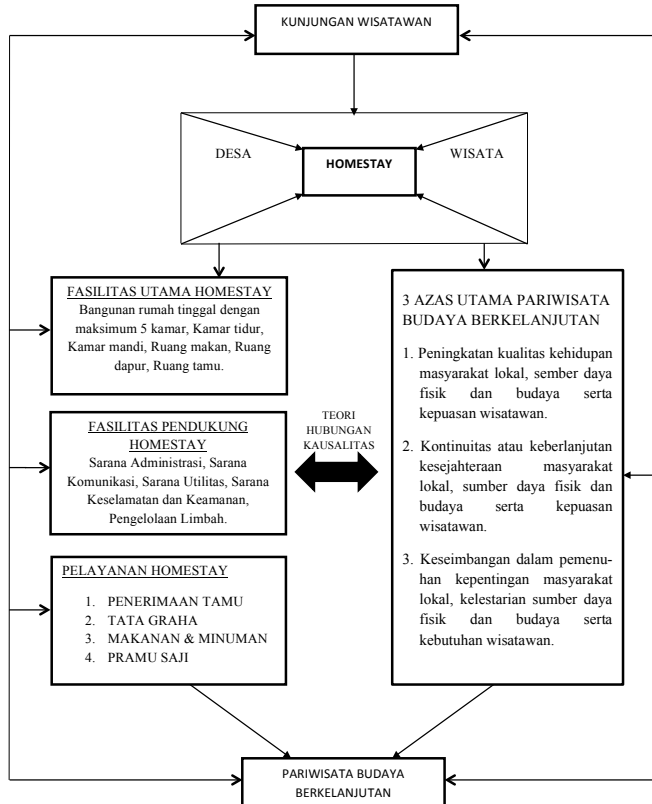 KUNJUNGAN WISATAWAN
DESA
WISATA
HOMESTAY
FASILITAS UTAMA HOMESTAY
Bangunan rumah tinggal dengan
maksimum 5 kamar, Kamar tidur,
Kamar mandi, Ruang makan, Ruang
dapur, Ruang tamu.
FASILITAS PENDUKUNG
HOMESTAY
Sarana Administrasi, Sarana
Komunikasi, Sarana Utilitas, Sarana
Keselamatan dan Keamanan,
Pengelolaan Limbah.
PELAYANAN HOMESTAY
1. PENERIMAAN TAMU
2. TATA GRAHA
3. MAKANAN & MINUMAN
4. PRAMU SAJI
TEORI
HUBUNGAN
KAUSALITAS
3 AZAS UTAMA PARIWISATA
BUDAYA BERKELANJUTAN
1. Peningkatan kualitas kehidupan
masyarakat lokal, sember daya
fisik dan budaya serta
kepuasan wisatawan.
2. Kontinuitas atau keberlanjutan
kesejahteraan masyarakat
lokal, sumber daya fisik dan
budaya serta kepuasan
wisatawan.
3. Keseimbangan dalam pemenu-
han kepentingan masyarakat
lokal, kelestarian sumber daya
fisik dan budaya serta
kebutuhan wisatawan.
PARIWISATA BUDAYA
BERKELANJUTAN